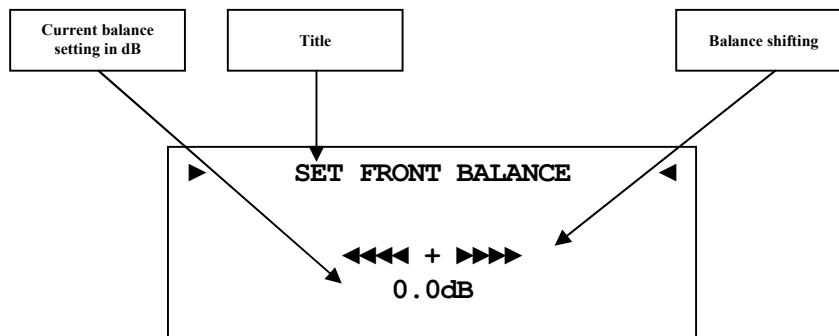 Current balance
setting in dB
Title
Balance shifting
► SET FRONT BALANCE ◄
◄◄◄◄ + ►►►►
0.0dB